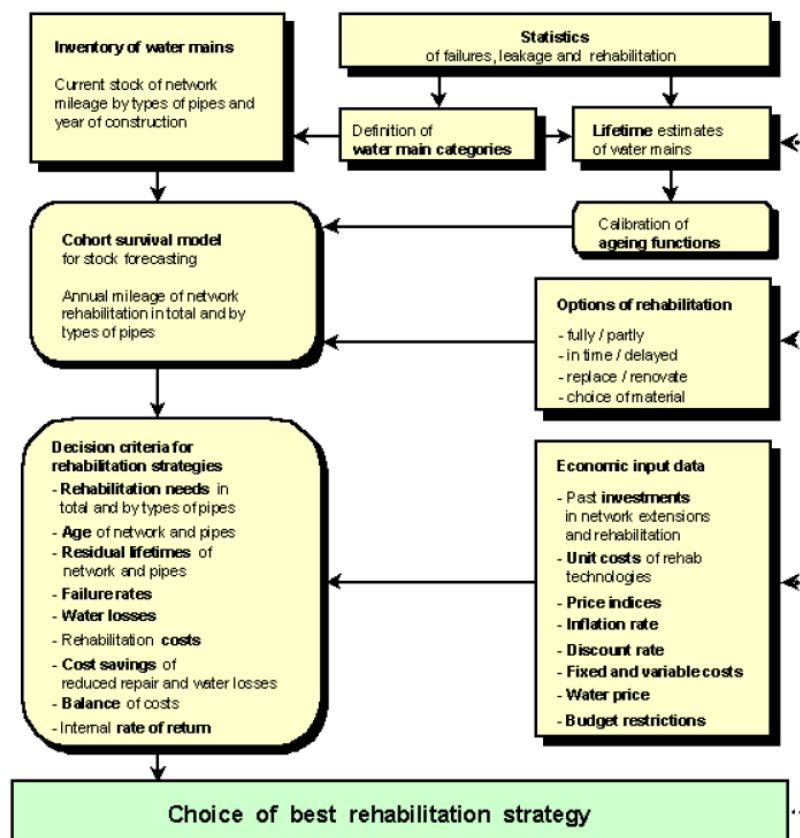 Inventory of water mains
Current stock of network
mileage by types of pipes and
year of construction
Statistics
of failures, leakage and rehabilitation
Definition of
water main categories
Lifetime estimates
of water mains
Cohort survival model
for stock forecasting
Annual mileage of network
rehabilitation in total and by
types of pipes
Calibration of
ageing functions
Options of rehabilitation
- fully / partly
- in time / delayed
- replace / renovate
- choice of material
Decision criteria for
rehabilitation strategies
- Rehabilitation needs in
total and by types of pipes
- Age of network and pipes
- Residual lifetimes of
network and pipes
- Failure rates
- Water losses
- Rehabilitation costs
- Cost savings of
reduced repair and water losses
- Balance of costs
- Internal rate of return
Economic input data
- Past investments
in network extensions
and rehabilitation
- Unit costs of rehab
technologies
- Price indices
- Inflation rate
- Discount rate
- Fixed and variable costs
- Water price
- Budget restrictions
Choice of best rehabilitation strategy